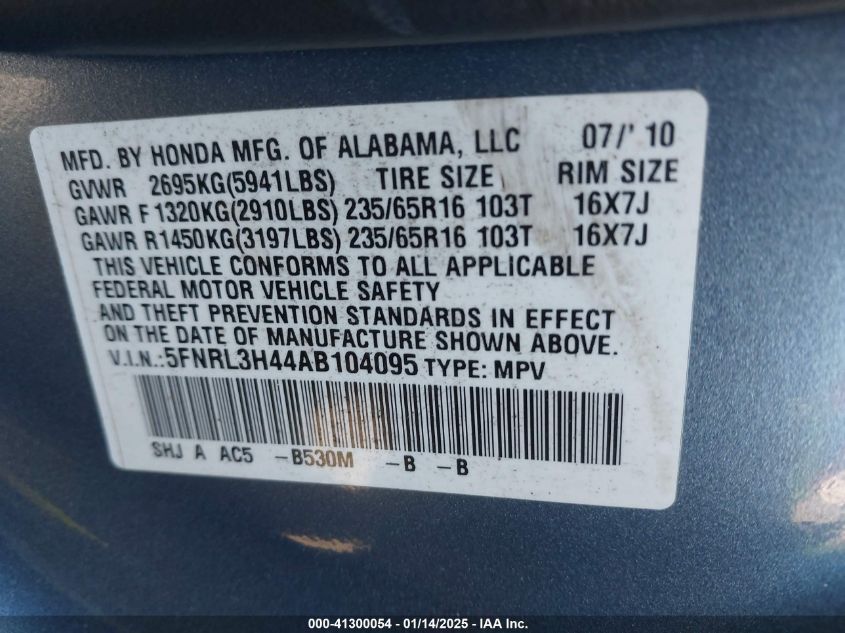 MFD. BY HONDA MFG. OF ALABAMA, LLC 07/' 10
GVWR 2695KG(5941LBS) TIRE SIZE RIM SIZE
GAWR F 1320KG(2910LBS) 235/65R16 103T 16X7J
GAWR R1450KG(3197LBS) 235/65R16 103T 16X7J
THIS VEHICLE CONFORMS TO ALL APPLICABLE
FEDERAL MOTOR VEHICLE SAFETY
AND THEFT PREVENTION STANDARDS IN EFFECT
ON THE DATE OF MANUFACTURE SHOWN ABOVE.
V.I.N.:5FNRL3H44AB104095 TYPE: MPV
SHJ A AC5 -B530M -B -B
000-41300054 - 01/14/2025 - IAA Inc.